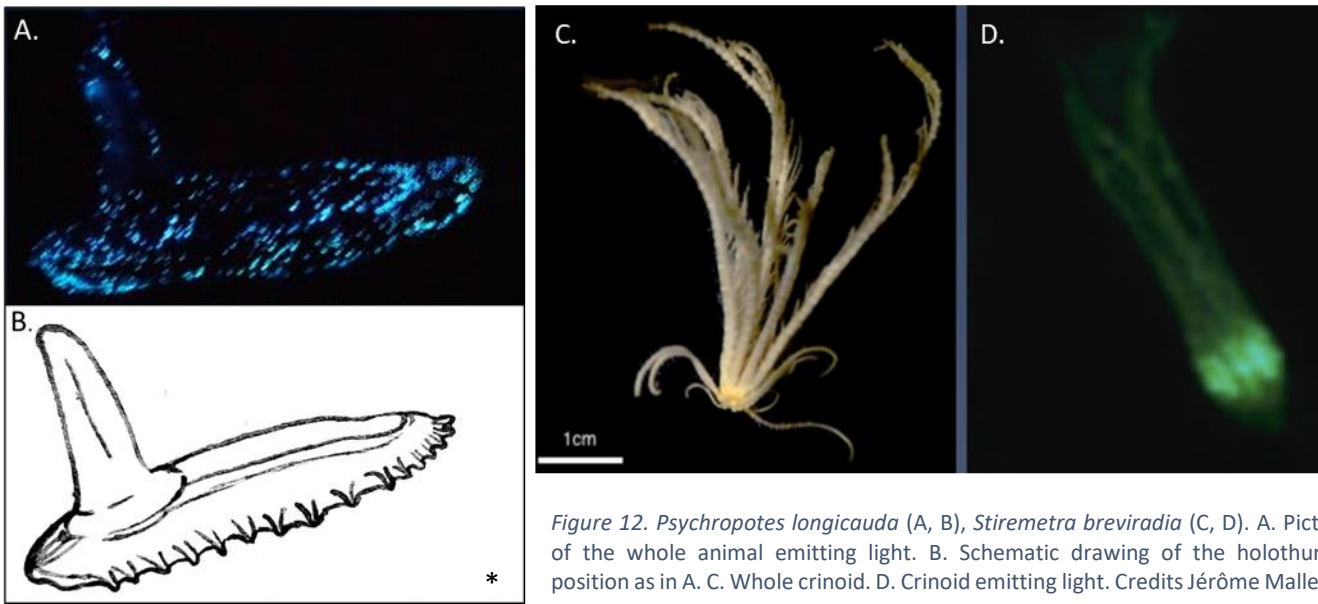 A.
B.
*
C.
1cm
D.
Figure 12. Psychropotes longicauda (A, B), Stiremetra breviradia (C, D). A. Pict
of the whole animal emitting light. B. Schematic drawing of the holothur
position as in A. C. Whole crinoid. D. Crinoid emitting light. Credits Jérôme Malle